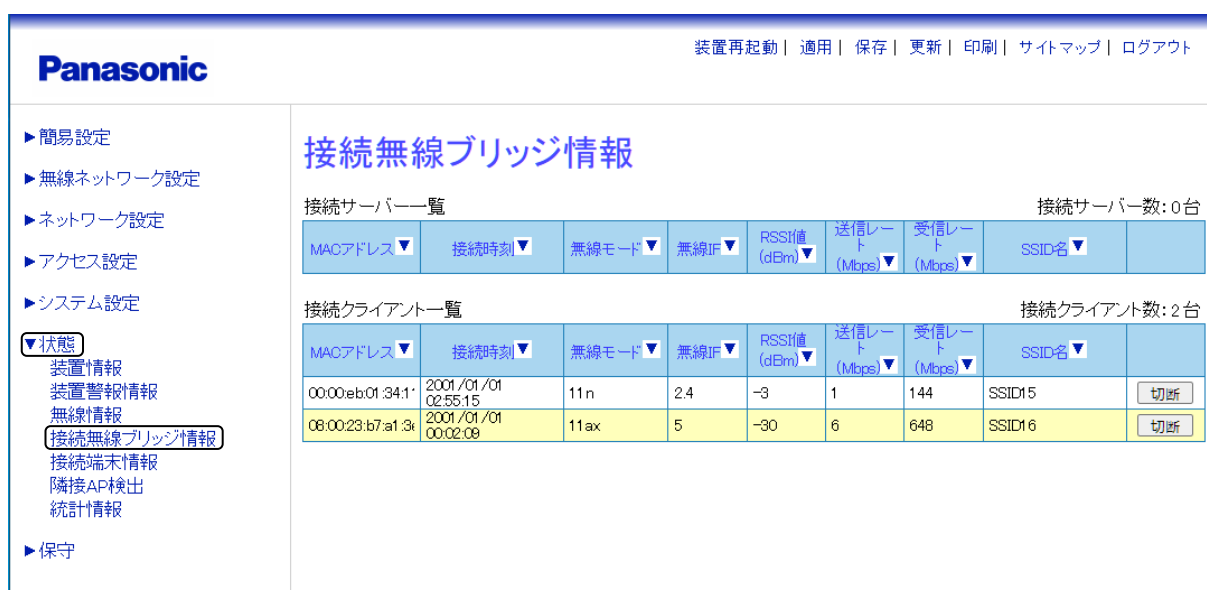 装置再起動| 適用| 保存| 更新| 印刷| サイトマップ| ログアウト
Panasonic
▶簡易設定
▶無線ネットワーク設定
▶ネットワーク設定
▶アクセス設定
▶システム設定
▼状態
装置情報
装置警報情報
無線情報
接続無線ブリッジ情報
接続端末情報
隣接AP検出
統計情報
▶保守
接続無線ブリッジ情報
接続サーバー一覧 接続サーバー数:0台
MACアドレス▼ 接続時刻▼ 無線モード▼ 無線IF▼ RSSI値(dBm)▼ 送信レート(Mbps)▼ 受信レート(Mbps)▼ SSID名▼
接続クライアント一覧 接続クライアント数:2台
MACアドレス▼ 接続時刻▼ 無線モード▼ 無線IF▼ RSSI値(dBm)▼ 送信レート(Mbps)▼ 受信レート(Mbps)▼ SSID名▼
00:00:eb:01:34:1 2001/01/01 02:55:15 11n 2.4 -3 1 144 SSID15 切断
08:00:23:b7:a1:3 2001/01/01 00:02:09 11ax 5 -30 6 648 SSID16 切断